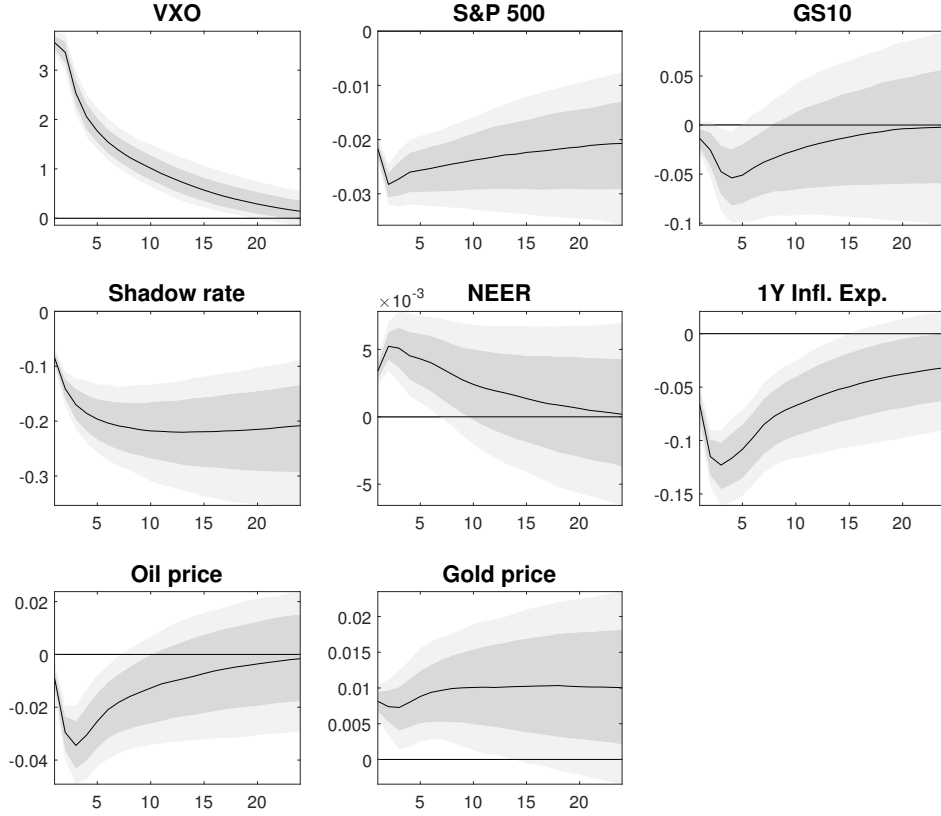 VXO
3
2
1
0
5 10 15 20
S&P 500
0
-0.01
-0.02
-0.03
5 10 15 20
GS10
0.05
0
-0.05
-0.1
5 10 15 20
Shadow rate
0
-0.1
-0.2
-0.3
5 10 15 20
NEER
×10-3
5
0
-5
5 10 15 20
1Y Infl. Exp.
0
-0.05
-0.1
-0.15
5 10 15 20
Oil price
0.02
0
-0.02
-0.04
5 10 15 20
Gold price
0.02
0.015
0.01
0.005
0
5 10 15 20